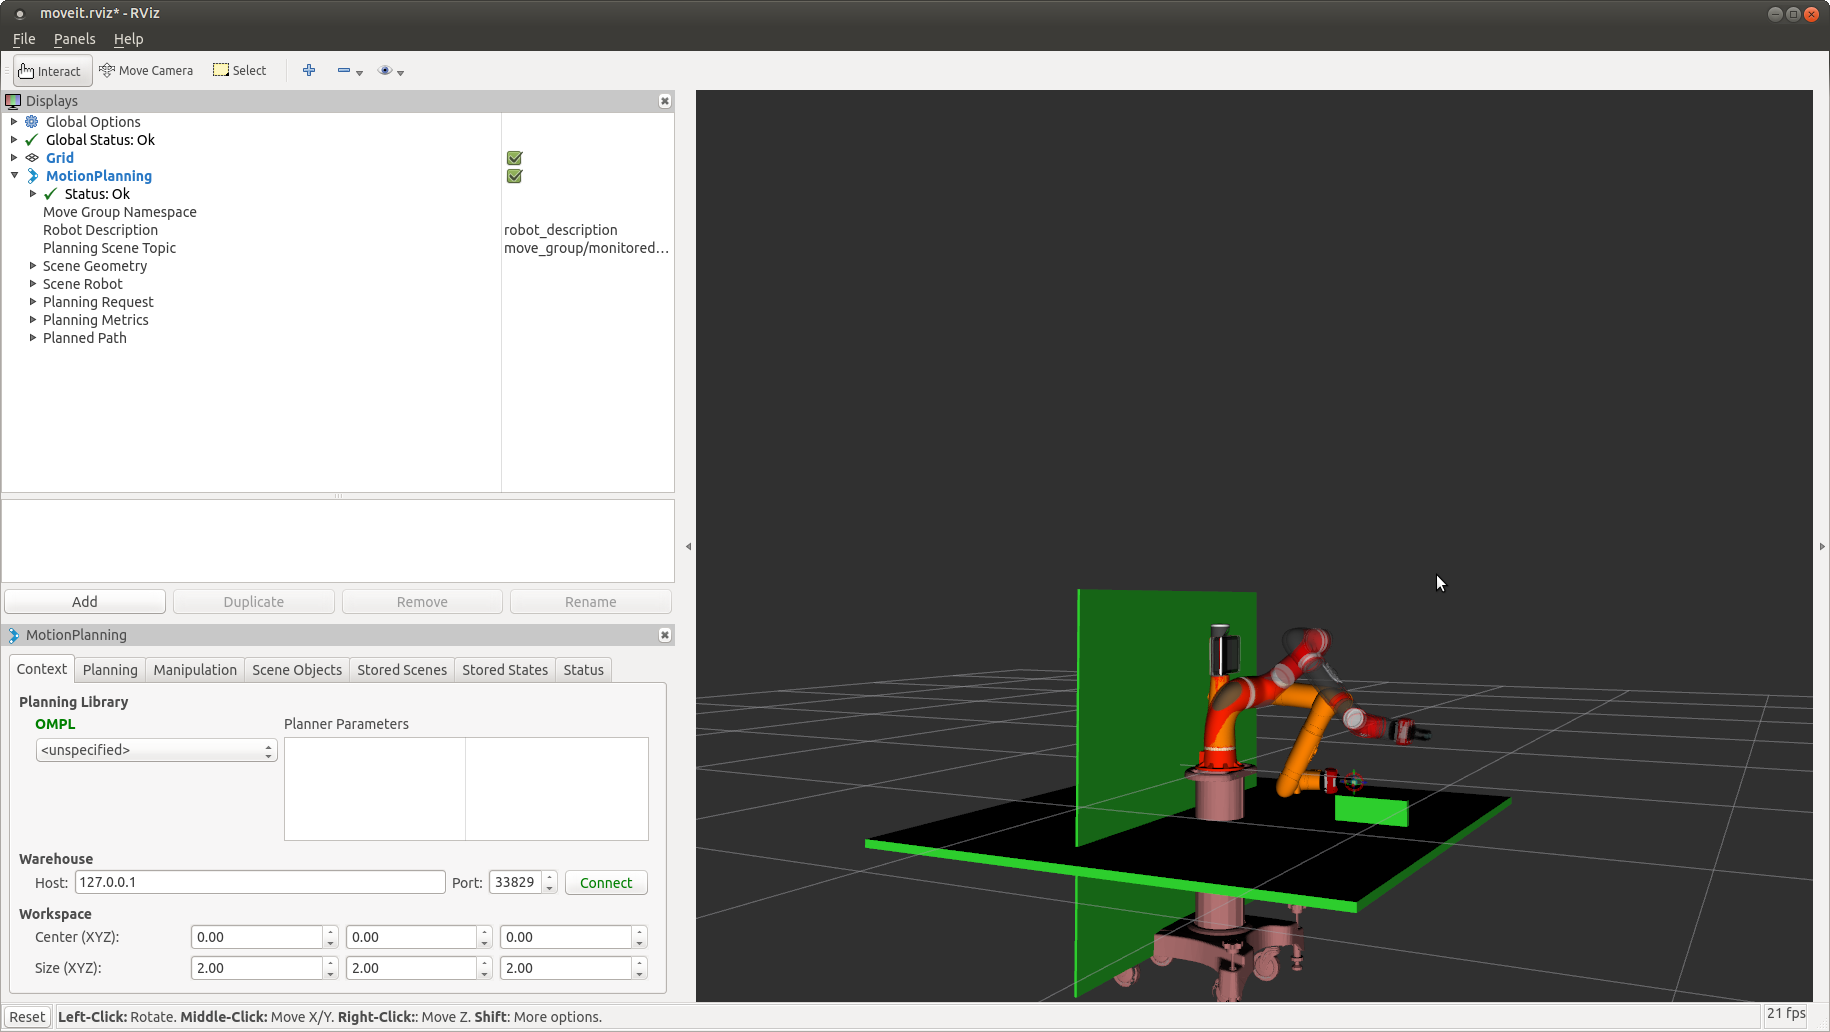 moveit.rviz* - RViz
File Panels Help
Interact Move Camera Select
Displays
Global Options
Global Status: Ok
Grid
MotionPlanning
Status: Ok
Move Group Namespace
Robot Description robot_description
Planning Scene Topic move_group/monitored...
Scene Geometry
Scene Robot
Planning Request
Planning Metrics
Planned Path
Add Duplicate Remove Rename
MotionPlanning
Context Planning Manipulation Scene Objects Stored Scenes Stored States Status
Planning Library
OMPL Planner Parameters
<unspecified>
Warehouse
Host: 127.0.0.1 Port: 33829 Connect
Workspace
Center (XYZ): 0.00 0.00 0.00
Size (XYZ): 2.00 2.00 2.00
Reset Left-Click: Rotate. Middle-Click: Move X/Y. Right-Click:: Move Z. Shift: More options. 21 fps